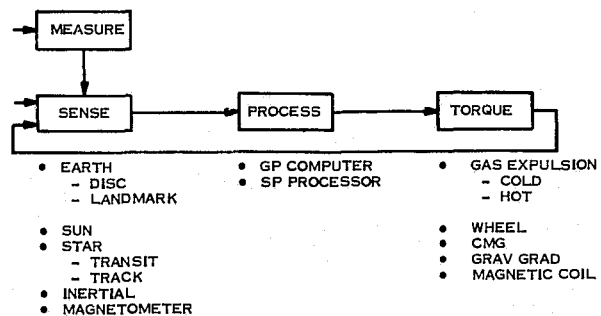 MEASURE
SENSE
PROCESS
TORQUE
• EARTH
– DISC
– LANDMARK
• SUN
• STAR
– TRANSIT
– TRACK
• INERTIAL
• MAGNETOMETER
• GP COMPUTER
• SP PROCESSOR
• GAS EXPULSION
– COLD
– HOT
• WHEEL
• CMG
• GRAV GRAD
• MAGNETIC COIL